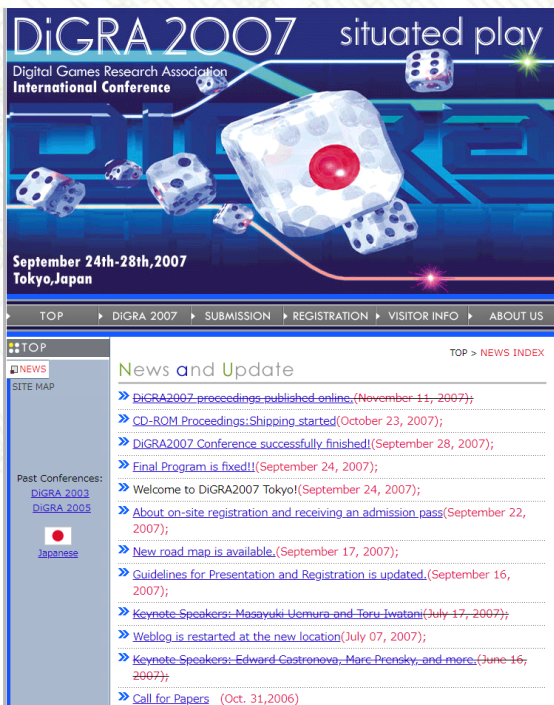 DiGRA 2007 situated play
Digital Games Research Association
International Conference
DiGRa
September 24th-28th,2007
Tokyo,Japan
TOP DiGRA 2007 SUBMISSION REGISTRATION VISITOR INFO ABOUT US
TOP
TOP > NEWS INDEX
NEWS
SITE MAP
Past Conferences:
DiGRA 2003
DiGRA 2005
Japanese
News and Update
DiGRA2007 proceedings published online.(November 11, 2007);
CD-ROM Proceedings:Shipping started(October 23, 2007);
DiGRA2007 Conference successfully finished!(September 28, 2007);
Final Program is fixed!!(September 24, 2007);
Welcome to DiGRA2007 Tokyo!(September 24, 2007);
About on-site registration and receiving an admission pass(September 22,
2007);
New road map is available.(September 17, 2007);
Guidelines for Presentation and Registration is updated.(September 16,
2007);
Keynote Speakers: Masayuki Uemura and Toru Iwatani(July 17, 2007);
Weblog is restarted at the new location(July 07, 2007);
Keynote Speakers: Edward Castronova, Marc Prensky, and more.(June 16,
2007);
Call for Papers (Oct. 31,2006)